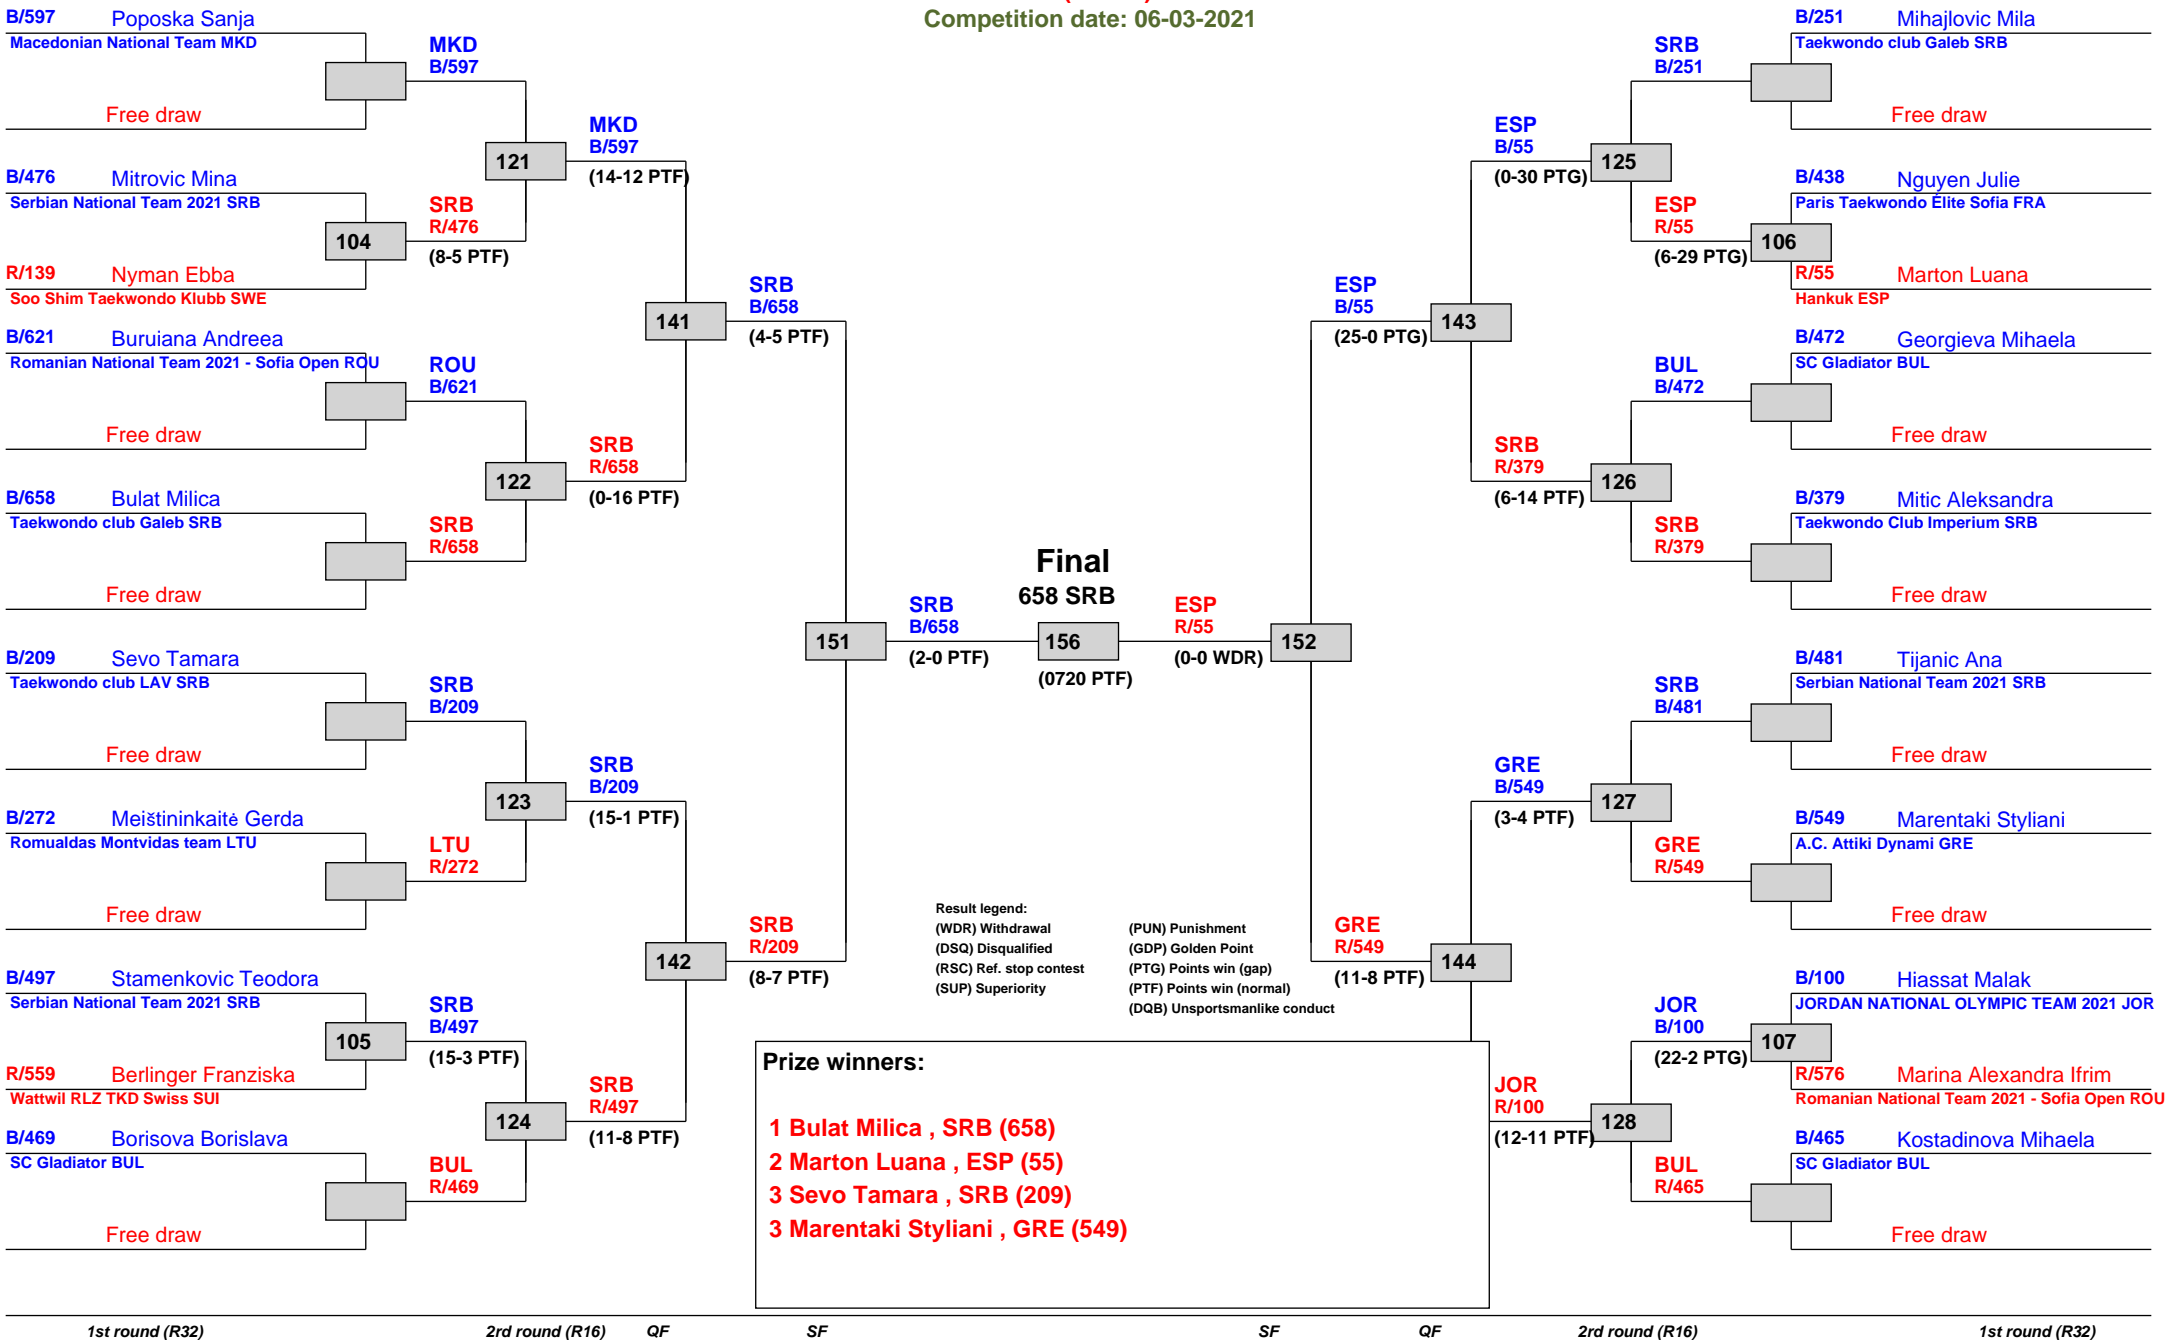 Competition date: 06-03-2021
B/597 Poposka Sanja
Macedonian National Team MKD
Free draw
MKD
B/597
B/476 Mitrovic Mina
Serbian National Team 2021 SRB
104
R/139 Nyman Ebba
Soo Shim Taekwondo Klubb SWE
SRB
R/476
(8-5 PTF)
121
MKD
B/597
(14-12 PTF)
B/621 Buruiana Andreea
Romanian National Team 2021 - Sofia Open ROU
Free draw
ROU
B/621
B/658 Bulat Milica
Taekwondo club Galeb SRB
Free draw
SRB
R/658
122
SRB
R/658
(0-16 PTF)
141
SRB
B/658
(4-5 PTF)
B/209 Sevo Tamara
Taekwondo club LAV SRB
Free draw
SRB
B/209
B/272 Meištininkaitė Gerda
Romualdas Montvidas team LTU
Free draw
LTU
R/272
123
SRB
B/209
(15-1 PTF)
B/497 Stamenkovic Teodora
Serbian National Team 2021 SRB
105
R/559 Berlinger Franziska
Wattwil RLZ TKD Swiss SUI
SRB
B/497
(15-3 PTF)
B/469 Borisova Borislava
SC Gladiator BUL
Free draw
BUL
R/469
124
SRB
R/497
(11-8 PTF)
142
SRB
R/209
(8-7 PTF)
151
SRB
B/658
(2-0 PTF)
Final
658 SRB
156
(0720 PTF)
ESP
R/55
(0-0 WDR)
152
ESP
B/55
(25-0 PTG)
143
ESP
B/55
(0-30 PTG)
125
SRB
B/251
B/251 Mihajlovic Mila
Taekwondo club Galeb SRB
Free draw
B/438 Nguyen Julie
Paris Taekwondo Élite Sofia FRA
ESP
R/55
(6-29 PTG)
106
R/55 Marton Luana
Hankuk ESP
B/472 Georgieva Mihaela
SC Gladiator BUL
BUL
B/472
Free draw
SRB
R/379
(6-14 PTF)
126
B/379 Mitic Aleksandra
Taekwondo Club Imperium SRB
SRB
R/379
Free draw
B/481 Tijanic Ana
Serbian National Team 2021 SRB
SRB
B/481
Free draw
GRE
B/549
(3-4 PTF)
127
B/549 Marentaki Styliani
A.C. Attiki Dynami GRE
GRE
R/549
Free draw
GRE
R/549
(11-8 PTF)
144
B/100 Hiassat Malak
JORDAN NATIONAL OLYMPIC TEAM 2021 JOR
JOR
B/100
(22-2 PTG)
107
R/576 Marina Alexandra Ifrim
Romanian National Team 2021 - Sofia Open ROU
JOR
R/100
(12-11 PTF)
128
B/465 Kostadinova Mihaela
SC Gladiator BUL
BUL
R/465
Free draw
Result legend:
(WDR) Withdrawal (PUN) Punishment
(DSQ) Disqualified (GDP) Golden Point
(RSC) Ref. stop contest (PTG) Points win (gap)
(SUP) Superiority (PTF) Points win (normal)
(DQB) Unsportsmanlike conduct
Prize winners:
1 Bulat Milica , SRB (658)
2 Marton Luana , ESP (55)
3 Sevo Tamara , SRB (209)
3 Marentaki Styliani , GRE (549)
1st round (R32) 2rd round (R16) QF SF SF QF 2rd round (R16) 1st round (R32)